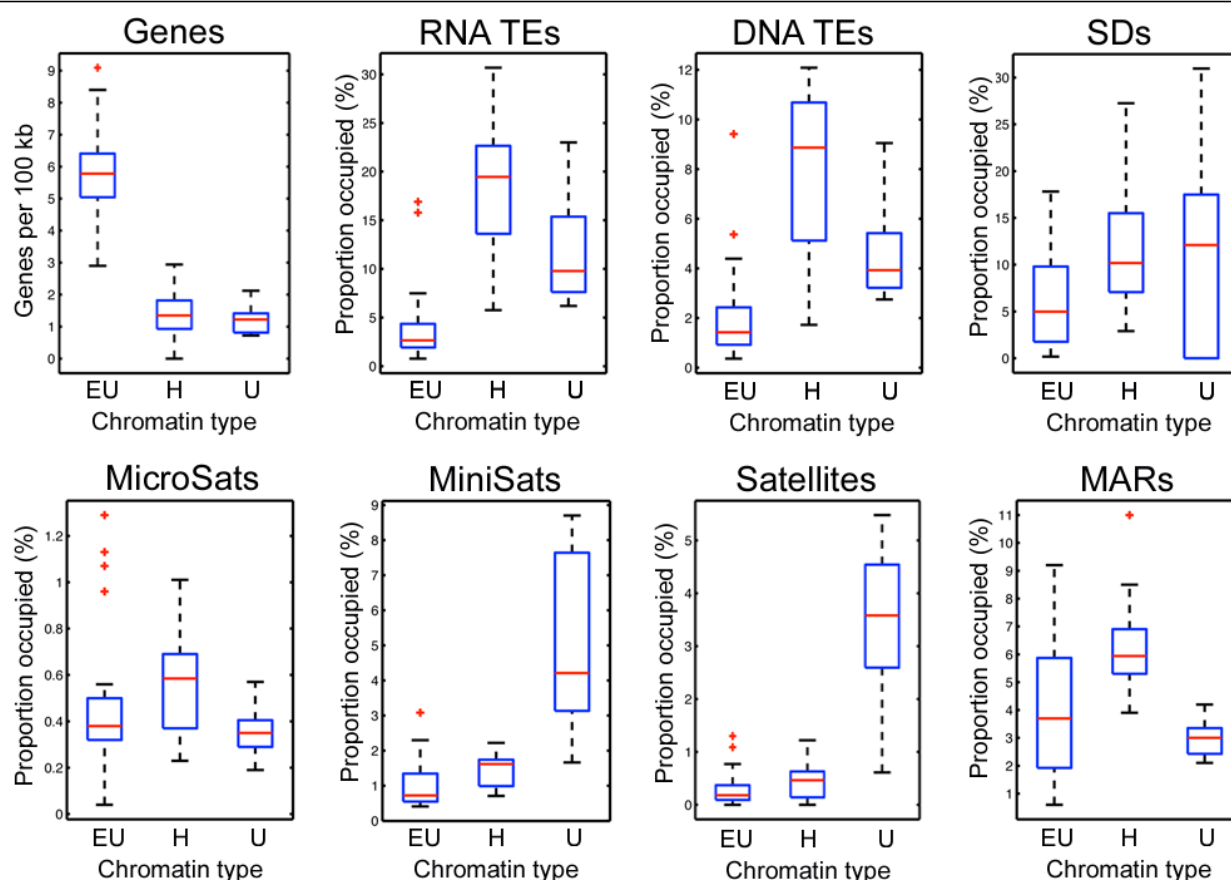 Genes
RNA TEs
DNA TEs
SDs
Genes per 100 kb
9
8
7
6
5
4
3
2
1
0
EU H U
Chromatin type
Proportion occupied (%)
30
25
20
15
10
5
0
EU H U
Chromatin type
Proportion occupied (%)
12
10
8
6
4
2
0
EU H U
Chromatin type
Proportion occupied (%)
30
25
20
15
10
5
0
EU H U
Chromatin type
MicroSats
MiniSats
Satellites
MARs
Proportion occupied (%)
1.2
1
0.8
0.6
0.4
0.2
0
EU H U
Chromatin type
Proportion occupied (%)
9
8
7
6
5
4
3
2
1
0
EU H U
Chromatin type
Proportion occupied (%)
5
4
3
2
1
0
EU H U
Chromatin type
Proportion occupied (%)
11
10
9
8
7
6
5
4
3
2
1
EU H U
Chromatin type